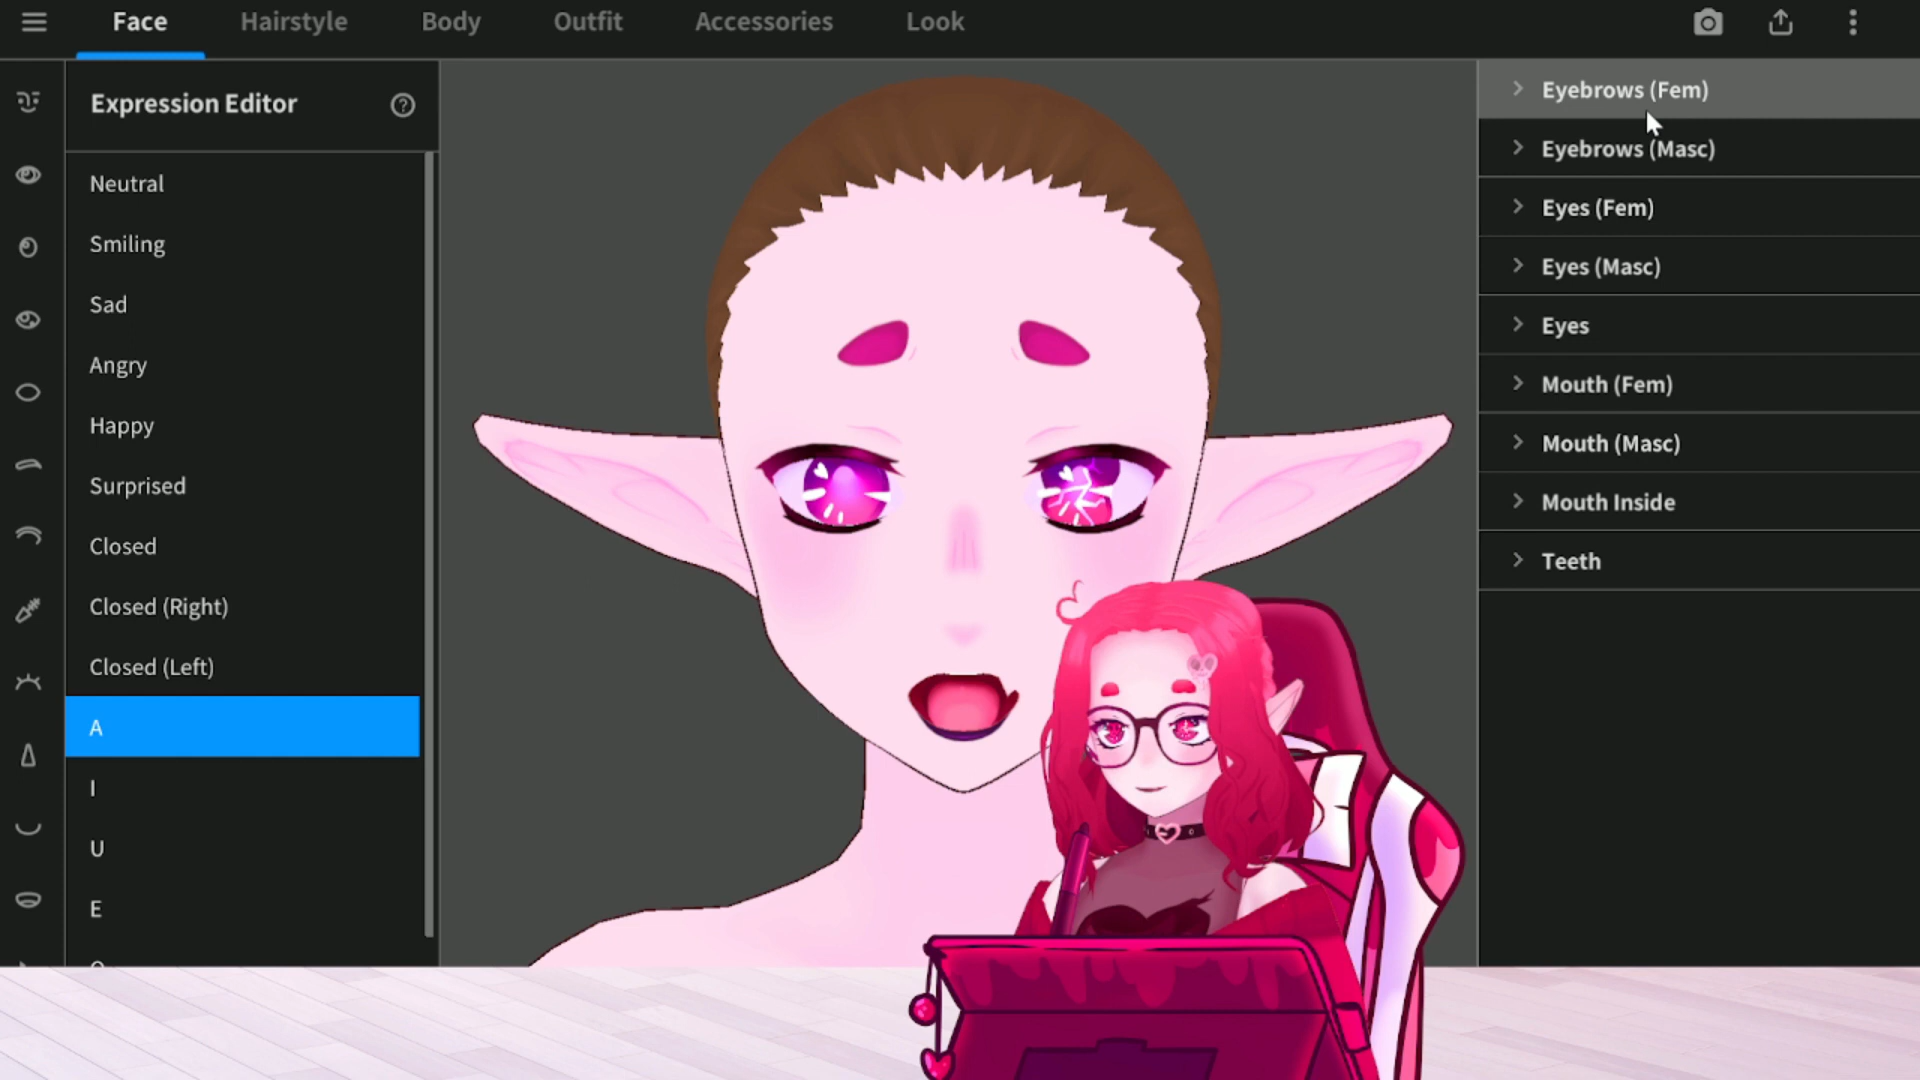 Face Hairstyle Body Outfit Accessories Look
Expression Editor
Neutral
Smiling
Sad
Angry
Happy
Surprised
Closed
Closed (Right)
Closed (Left)
A
I
U
E
Eyebrows (Fem)
Eyebrows (Masc)
Eyes (Fem)
Eyes (Masc)
Eyes
Mouth (Fem)
Mouth (Masc)
Mouth Inside
Teeth